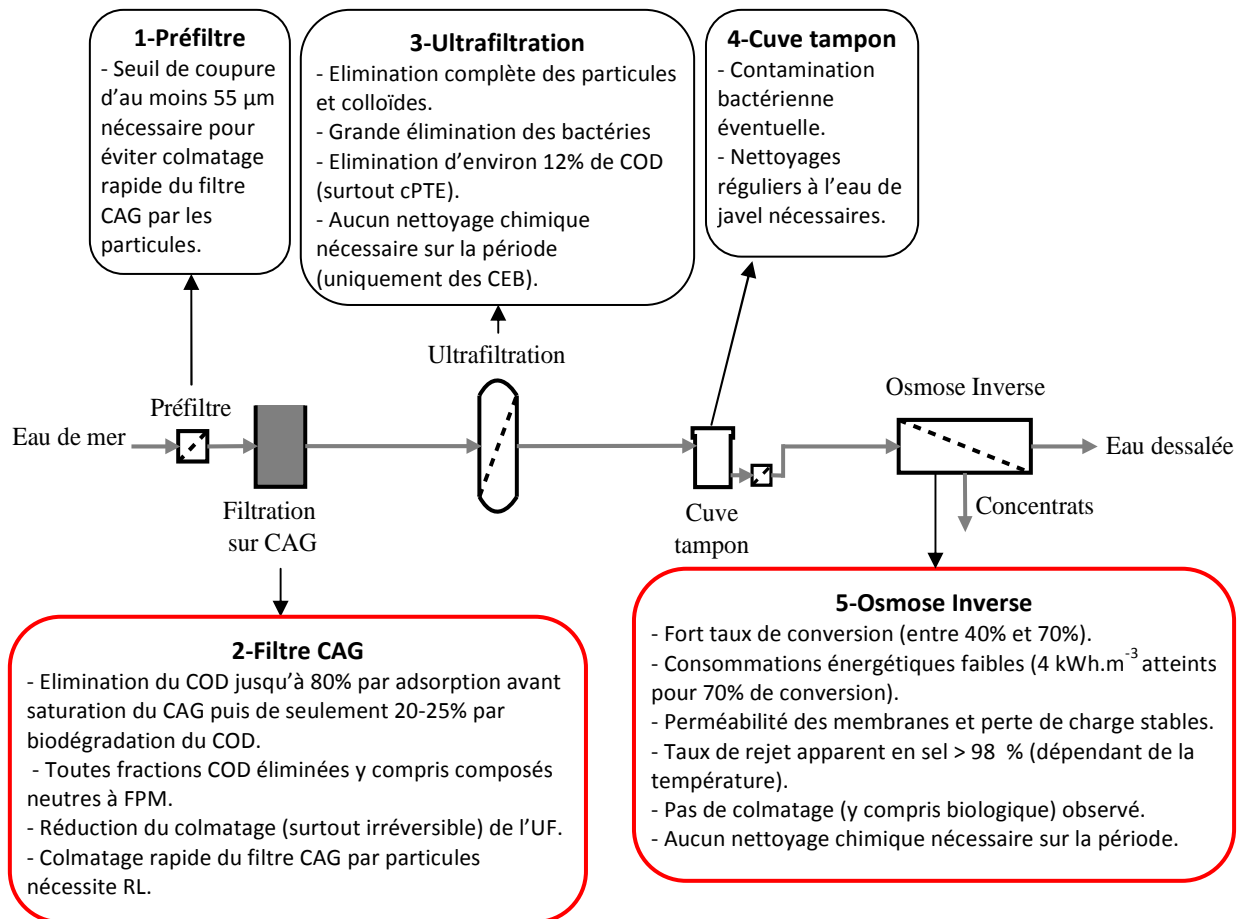 1-Préfiltre
- Seuil de coupure
d'au moins 55 µm
nécessaire pour
éviter colmatage
rapide du filtre
CAG par les
particules.
3-Ultrafiltration
- Elimination complète des particules
et colloïdes.
- Grande élimination des bactéries
- Elimination d'environ 12% de COD
(surtout cPTE).
- Aucun nettoyage chimique
nécessaire sur la période
(uniquement des CEB).
4-Cuve tampon
- Contamination
bactérienne
éventuelle.
- Nettoyages
réguliers à l'eau de
javel nécessaires.
Ultrafiltration
Préfiltre
Osmose Inverse
Eau de mer
Eau dessalée
Filtration
sur CAG
Cuve
tampon
Concentrats
2-Filtre CAG
- Elimination du COD jusqu'à 80% par adsorption avant
saturation du CAG puis de seulement 20-25% par
biodégradation du COD.
- Toutes fractions COD éliminées y compris composés
neutres à FPM.
- Réduction du colmatage (surtout irréversible) de l'UF.
- Colmatage rapide du filtre CAG par particules
nécessite RL.
5-Osmose Inverse
- Fort taux de conversion (entre 40% et 70%).
- Consommations énergétiques faibles (4 kWh.m⁻³ atteints
pour 70% de conversion).
- Perméabilité des membranes et perte de charge stables.
- Taux de rejet apparent en sel > 98 % (dépendant de la
température).
- Pas de colmatage (y compris biologique) observé.
- Aucun nettoyage chimique nécessaire sur la période.